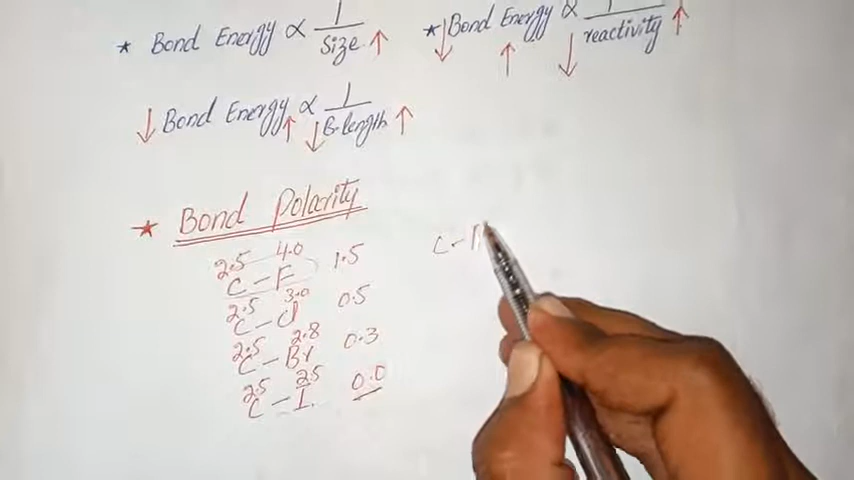 * Bond Energy ∝ 1/Size ↑
* ↓ Bond Energy ↑ ∝ ↓ 1/reactivity ↑
↓ Bond Energy ↑ ∝ ↓ 1/B-length ↑
* Bond Polarity
2.5 4.0
C - F 1.5
2.5 3.0
C - Cl 0.5
2.5 2.8
C - Br 0.3
2.5 25
C - I. 0.0
C -